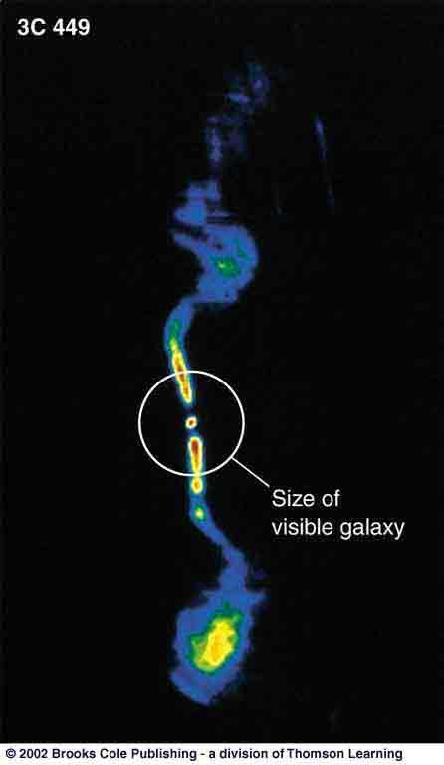 3C 449
Size of
visible galaxy
© 2002 Brooks Cole Publishing - a division of Thomson Learning